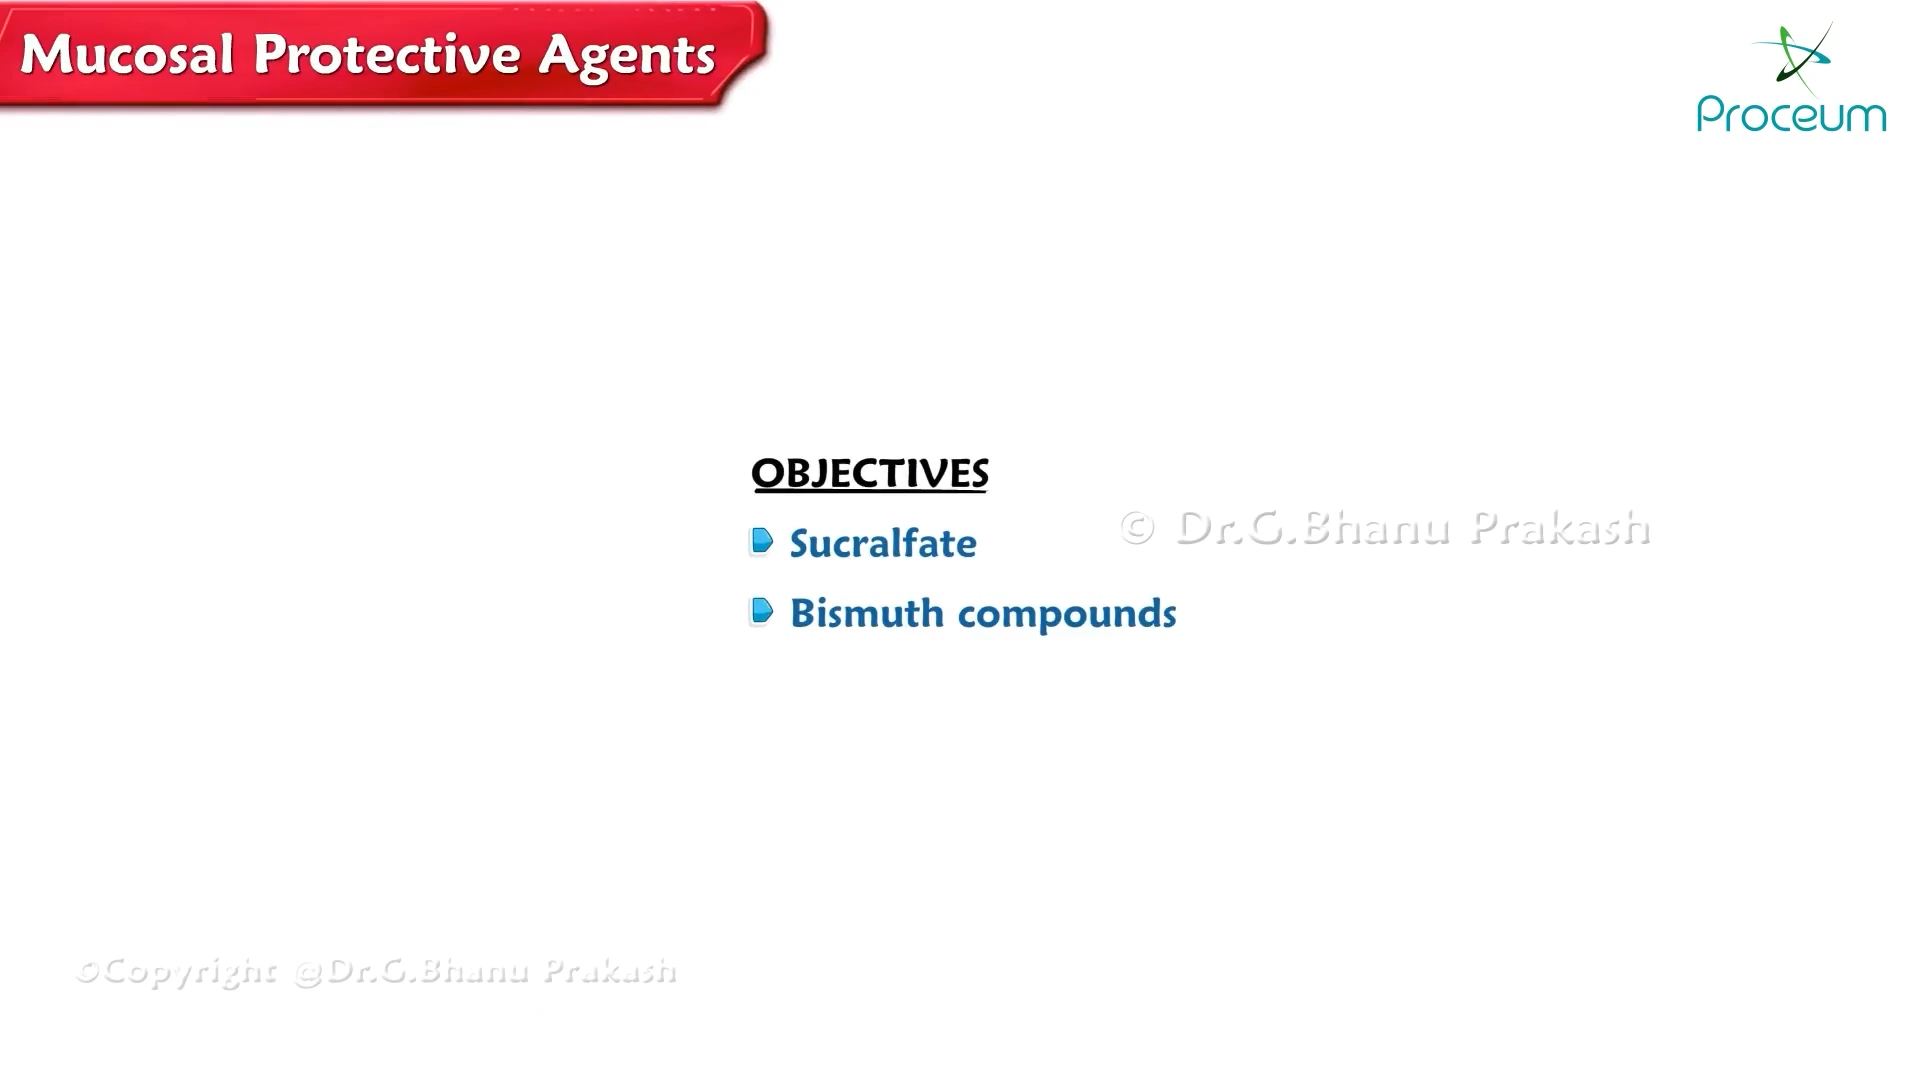 Mucosal Protective Agents
Proceum
OBJECTIVES
Sucralfate
© Dr.G.Bhanu Prakash
Bismuth compounds
©Copyright @Dr.G.Bhanu Prakash